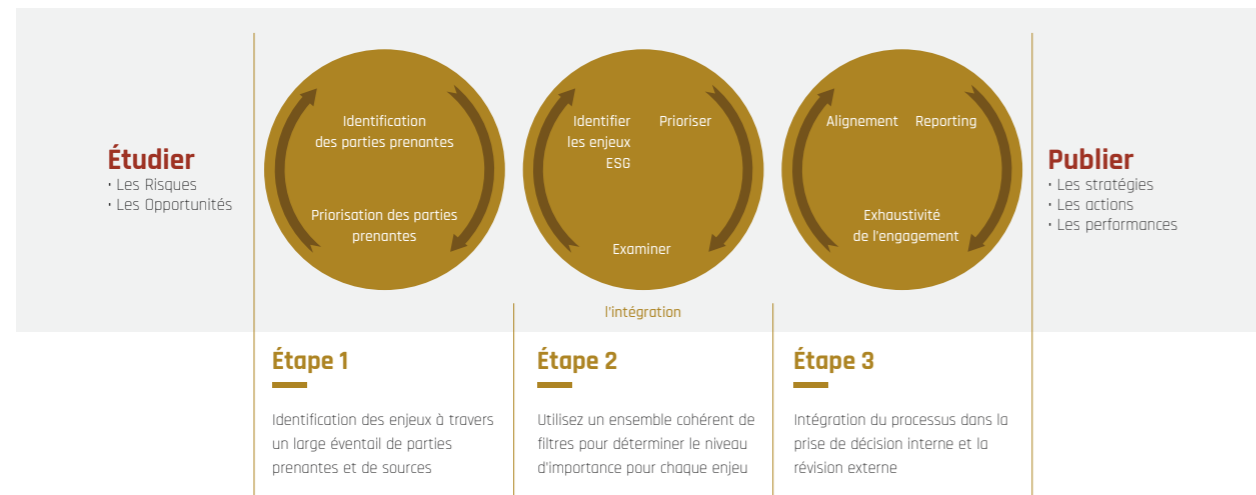 Étudier
• Les Risques
• Les Opportunités
Identification
des parties prenantes
Priorisation des parties
prenantes
Identifier
les enjeux
ESG
Prioriser
Examiner
l'intégration
Alignement
Reporting
Exhaustivité
de l'engagement
Publier
• Les stratégies
• Les actions
• Les performances
Étape 1
Identification des enjeux à travers
un large éventail de parties
prenantes et de sources
Étape 2
Utilisez un ensemble cohérent de
filtres pour déterminer le niveau
d'importance pour chaque enjeu
Étape 3
Intégration du processus dans la
prise de décision interne et la
révision externe